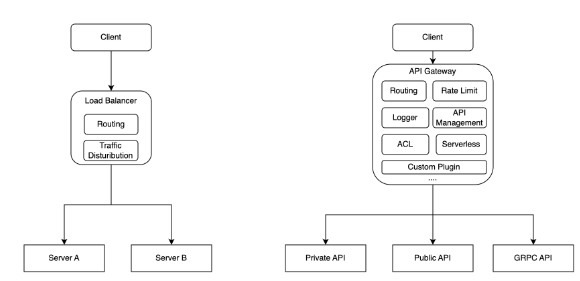 Client
Load Balancer
Routing
Traffic
Disturibution
Server A
Server B
Client
API Gateway
Routing
Rate Limit
Logger
API
Management
ACL
Serverless
Custom Plugin
....
Private API
Public API
GRPC API